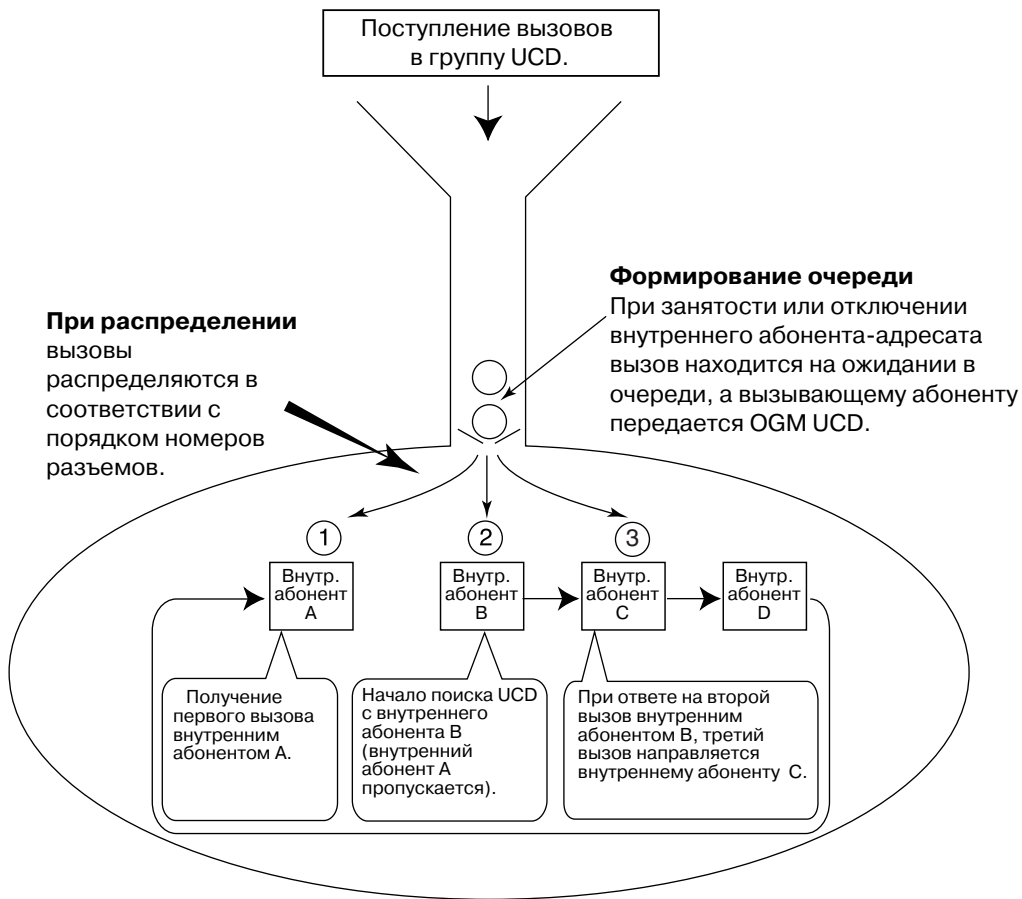 Поступление вызовов
в группу UCD.
Формирование очереди
При занятости или отключении
внутреннего абонента-адресата
вызов находится на ожидании в
очереди, а вызывающему абоненту
передается OGM UCD.
При распределении
вызовы
распределяются в
соответствии с
порядком номеров
разъемов.
1
2
3
Внутр.
абонент
A
Внутр.
абонент
B
Внутр.
абонент
C
Внутр.
абонент
D
Получение
первого вызова
внутренним
абонентом A.
Начало поиска UCD
с внутреннего
абонента B
(внутренний
абонент A
пропускается).
При ответе на второй
вызов внутренним
абонентом B, третий
вызов направляется
внутреннему абоненту C.